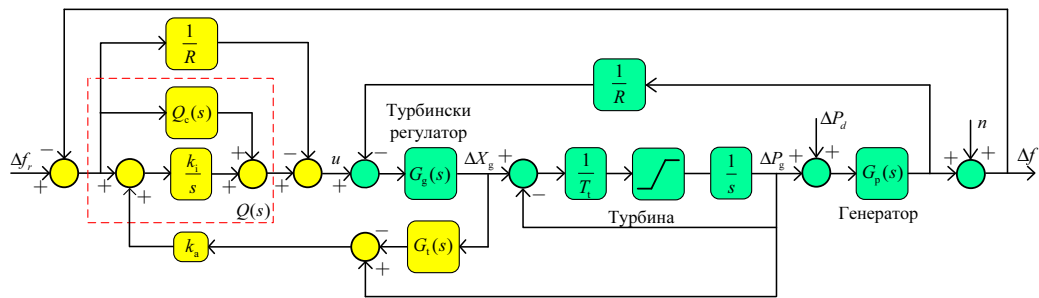 1/R
Q_c(s)
k_i/s
Q(s)
Δf_r
+
−
+
+
+
+
+
+
−
u
+
−
1/R
Турбински
регулатор
G_g(s)
ΔX_g
+
−
1/T_t
Турбина
1/s
ΔP_g
+
ΔP_d
+
G_p(s)
Генератор
n
+
+
Δf
k_a
−
+
G_t(s)